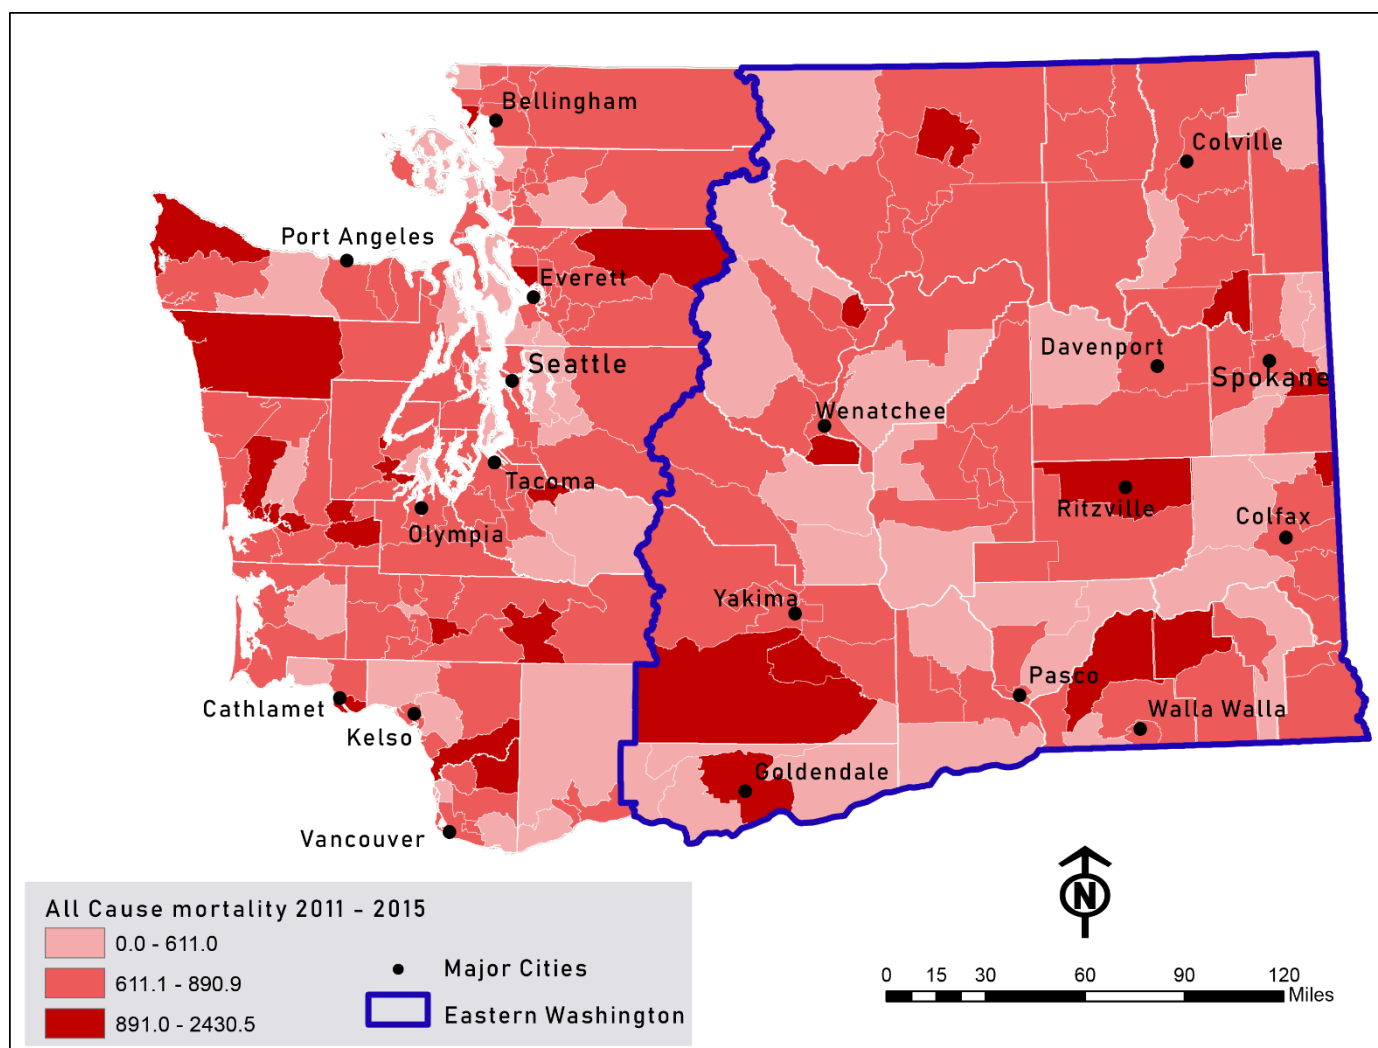 Bellingham
Colville
Port Angeles
Everett
Davenport
Seattle
Spokane
Wenatchee
Tacoma
Ritzville
Olympia
Colfax
Yakima
Pasco
Cathlamet
Walla Walla
Kelso
Goldendale
Vancouver
N
All Cause mortality 2011 - 2015
0.0 - 611.0
611.1 - 890.9
891.0 - 2430.5
Major Cities
Eastern Washington
0 15 30 60 90 120
Miles